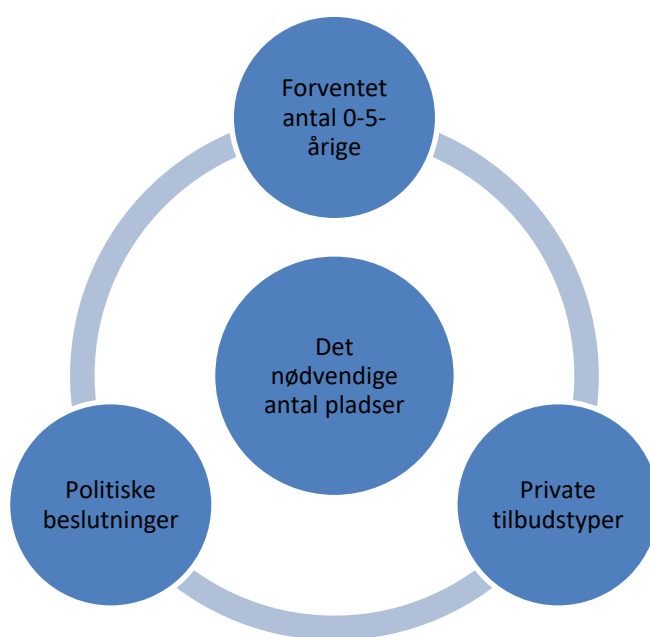 Forventet
antal 0-5-
årige
Det
nødvendige
antal pladser
Politiske
beslutninger
Private
tilbudstyper